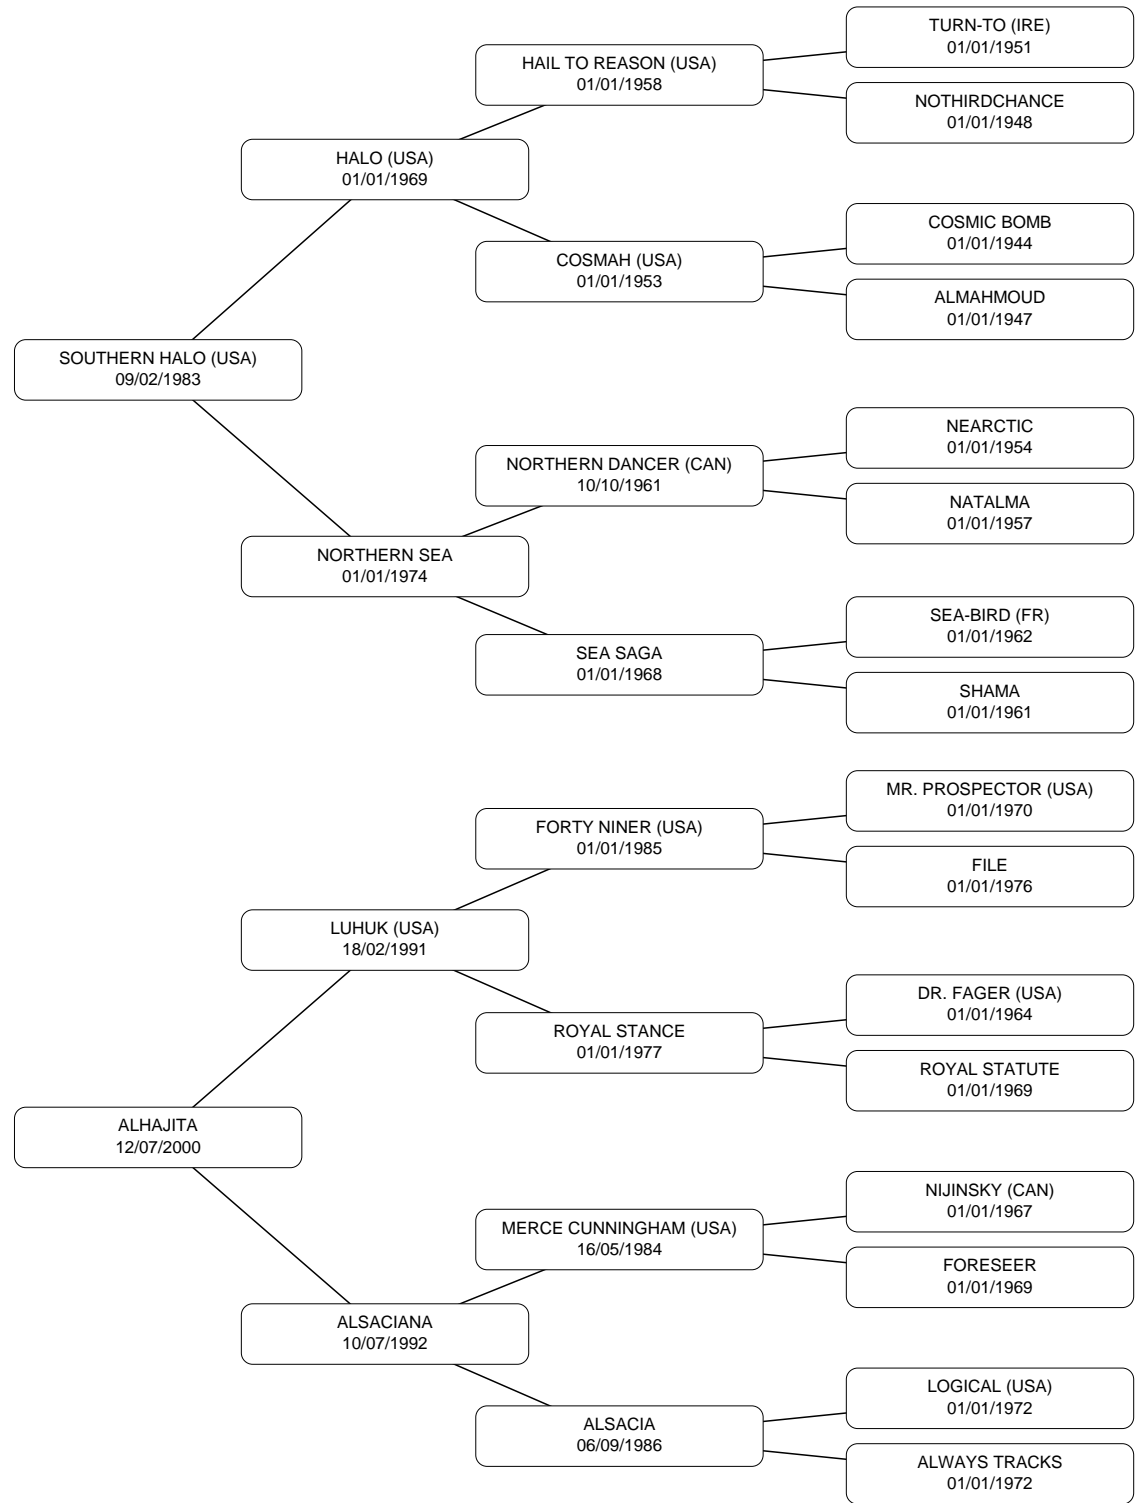 TURN-TO (IRE)
01/01/1951
HAIL TO REASON (USA)
01/01/1958
NOTHIRDCHANCE
01/01/1948
HALO (USA)
01/01/1969
COSMIC BOMB
01/01/1944
COSMAH (USA)
01/01/1953
ALMAHMOUD
01/01/1947
SOUTHERN HALO (USA)
09/02/1983
NEARCTIC
01/01/1954
NORTHERN DANCER (CAN)
10/10/1961
NATALMA
01/01/1957
NORTHERN SEA
01/01/1974
SEA-BIRD (FR)
01/01/1962
SEA SAGA
01/01/1968
SHAMA
01/01/1961
MR. PROSPECTOR (USA)
01/01/1970
FORTY NINER (USA)
01/01/1985
FILE
01/01/1976
LUHUK (USA)
18/02/1991
DR. FAGER (USA)
01/01/1964
ROYAL STANCE
01/01/1977
ROYAL STATUTE
01/01/1969
ALHAJITA
12/07/2000
NIJINSKY (CAN)
01/01/1967
MERCE CUNNINGHAM (USA)
16/05/1984
FORESEER
01/01/1969
ALSACIANA
10/07/1992
LOGICAL (USA)
01/01/1972
ALSACIA
06/09/1986
ALWAYS TRACKS
01/01/1972